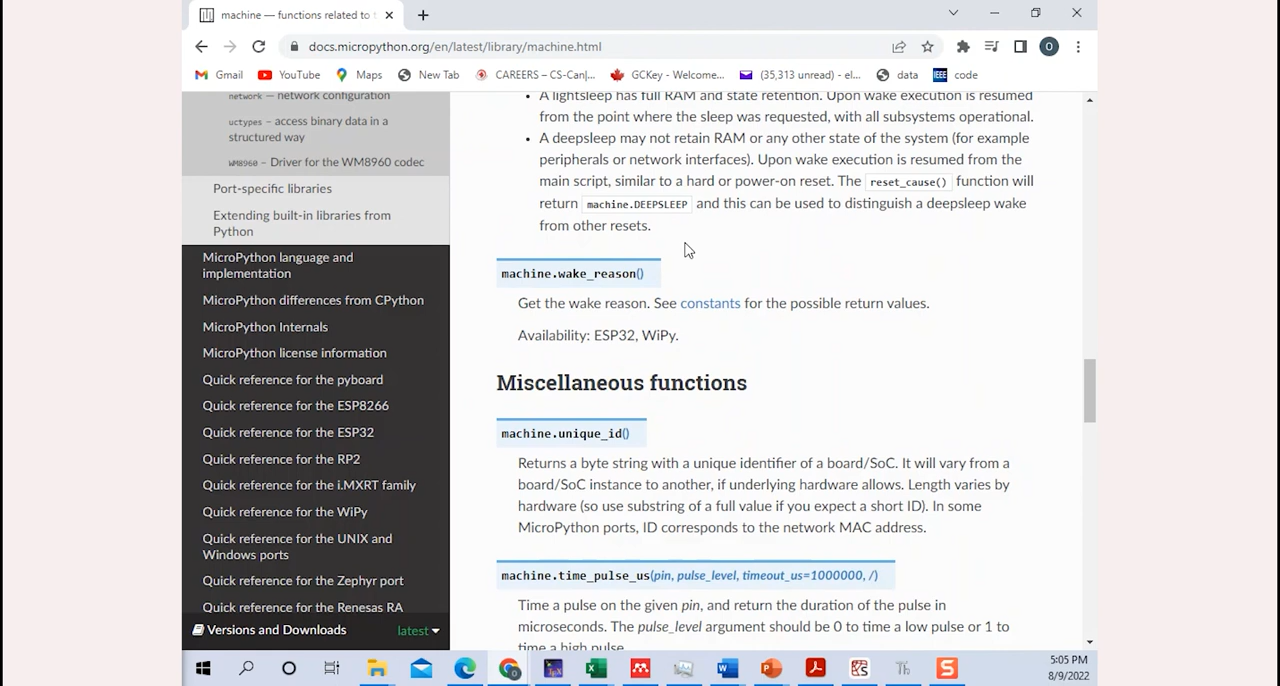 machine — functions related to
docs.micropython.org/en/latest/library/machine.html
O
Gmail
YouTube
Maps
New Tab
CAREERS – CS-Can|...
GCKey - Welcome...
(35,313 unread) - el...
data
IEEE
code
network — network configuration
uctypes – access binary data in a
structured way
WM8960 – Driver for the WM8960 codec
Port-specific libraries
Extending built-in libraries from
Python
MicroPython language and
implementation
MicroPython differences from CPython
MicroPython Internals
MicroPython license information
Quick reference for the pyboard
Quick reference for the ESP8266
Quick reference for the ESP32
Quick reference for the RP2
Quick reference for the i.MXRT family
Quick reference for the WiPy
Quick reference for the UNIX and
Windows ports
Quick reference for the Zephyr port
Quick reference for the Renesas RA
Versions and Downloads
latest
• A lightsleep has full RAM and state retention. Upon wake execution is resumed
from the point where the sleep was requested, with all subsystems operational.
• A deepsleep may not retain RAM or any other state of the system (for example
peripherals or network interfaces). Upon wake execution is resumed from the
main script, similar to a hard or power-on reset. The reset_cause() function will
return machine.DEEPSLEEP and this can be used to distinguish a deepsleep wake
from other resets.
machine.wake_reason()
Get the wake reason. See constants for the possible return values.
Availability: ESP32, WiPy.
Miscellaneous functions
machine.unique_id()
Returns a byte string with a unique identifier of a board/SoC. It will vary from a
board/SoC instance to another, if underlying hardware allows. Length varies by
hardware (so use substring of a full value if you expect a short ID). In some
MicroPython ports, ID corresponds to the network MAC address.
machine.time_pulse_us(pin, pulse_level, timeout_us=1000000, /)
Time a pulse on the given pin, and return the duration of the pulse in
microseconds. The pulse_level argument should be 0 to time a low pulse or 1 to
time a high pulse.
5:05 PM
8/9/2022